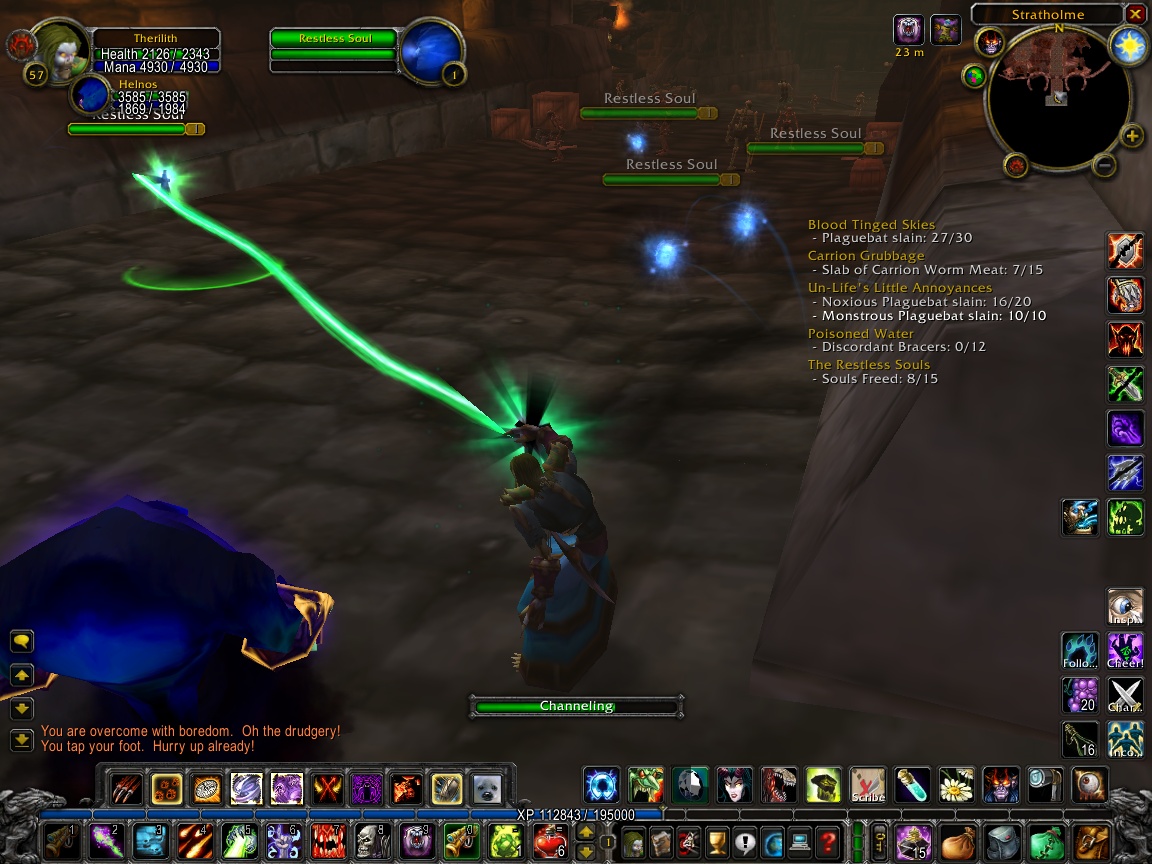 Therilith
Health 2126 / 2343
Mana 4930 / 4930
57
Helnos
3585 / 3585
1869 / 1984
Restless Soul
1
Restless Soul
23 m
Stratholme
N
Restless Soul
Restless Soul
Restless Soul
Blood Tinged Skies
- Plaguebat slain: 27/30
Carrion Grubbage
- Slab of Carrion Worm Meat: 7/15
Un-Life's Little Annoyances
- Noxious Plaguebat slain: 16/20
- Monstrous Plaguebat slain: 10/10
Poisoned Water
- Discordant Bracers: 0/12
The Restless Souls
- Souls Freed: 8/15
Follo...
Cheer!
20
16
Channeling
You are overcome with boredom. Oh the drudgery!
You tap your foot. Hurry up already!
Scribe
XP 112843 / 195000
1 2 3 4 5 6 7 8 9 0
6
1
15